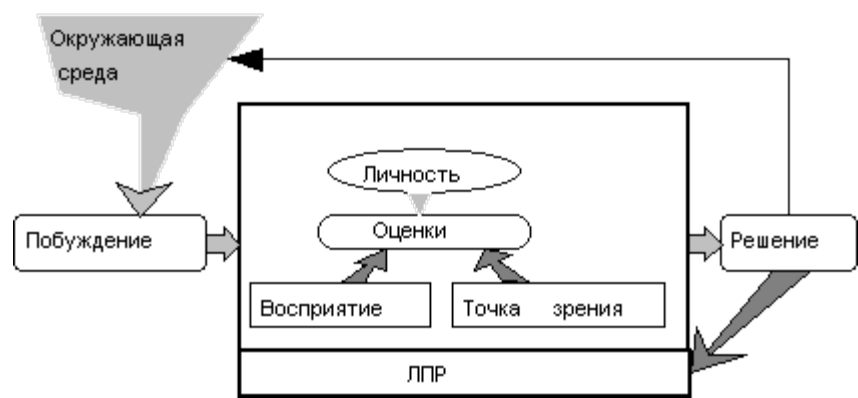 Окружающая
среда
Личность
Побуждение
Оценки
Решение
Восприятие
Точка зрения
ЛПР